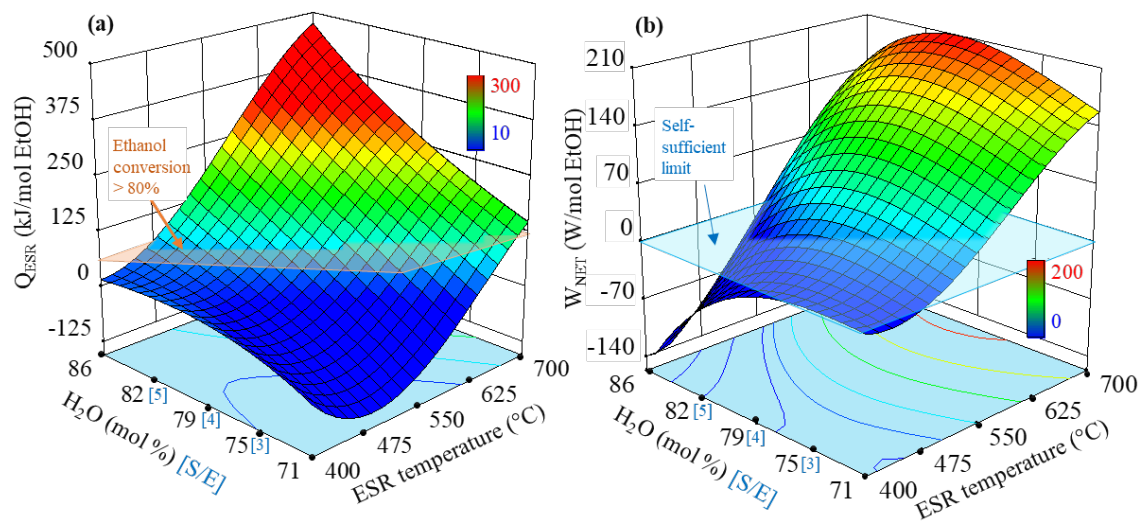 (a)
500
375
250
125
0
-125
Q_ESR (kJ/mol EtOH)
Ethanol
conversion
> 80%
300
10
86
82 [5]
79 [4]
75 [3]
71
H₂O (mol %) [S/E]
400
475
550
625
700
ESR temperature (°C)
(b)
210
140
70
0
-70
-140
W_NET (W/mol EtOH)
Self-
sufficient
limit
200
0
86
82 [5]
79 [4]
75 [3]
71
H₂O (mol %) [S/E]
400
475
550
625
700
ESR temperature (°C)